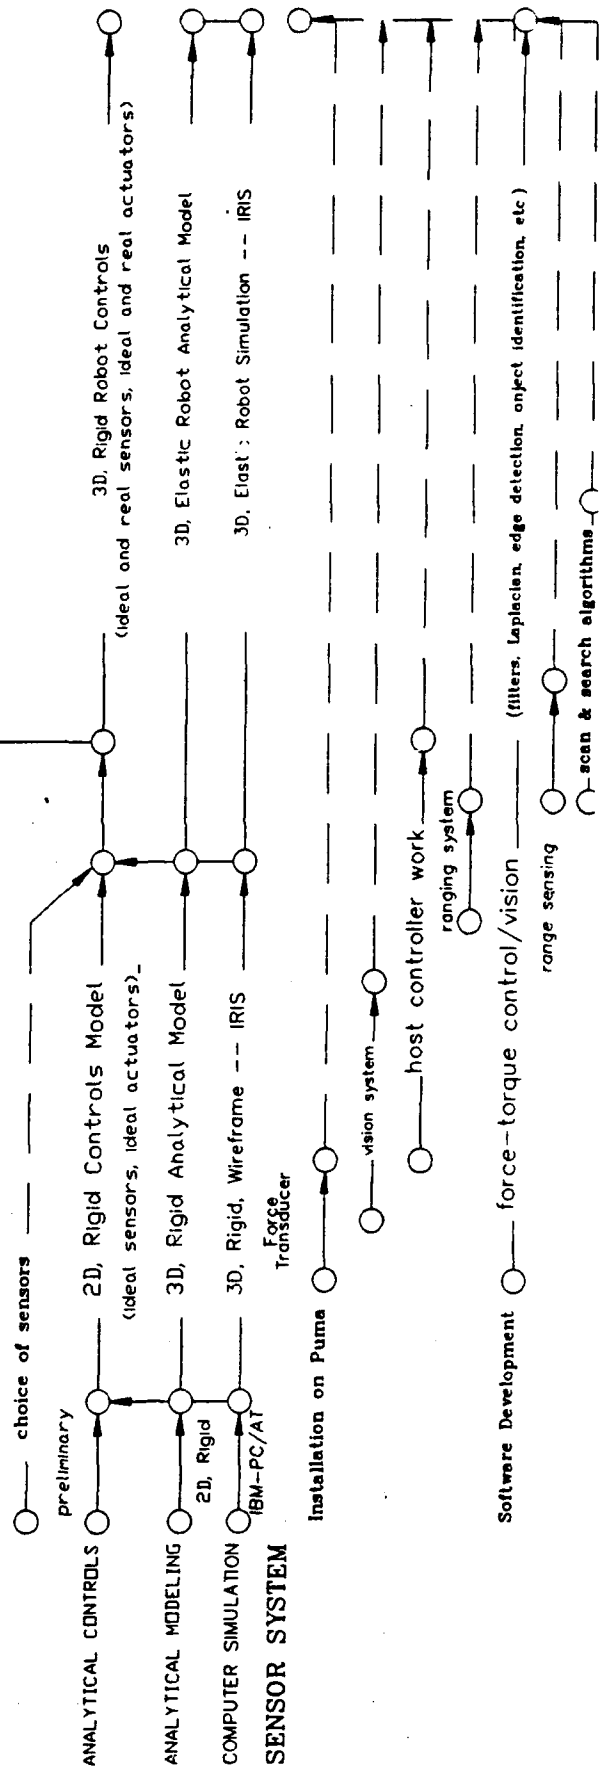 choice of sensors
preliminary
ANALYTICAL CONTROLS
2D, Rigid Controls Model
(ideal sensors, ideal actuators)
3D, Rigid Robot Controls
(ideal and real sensors, ideal and real actuators)
ANALYTICAL MODELING
2D, Rigid
3D, Rigid Analytical Model
3D, Elastic Robot Analytical Model
COMPUTER SIMULATION
IBM-PC/AT
3D, Rigid, Wireframe -- IRIS
3D, Elast : Robot Simulation -- IRIS
SENSOR SYSTEM
Force
Transducer
Installation on Puma
vision system
host controller work
ranging system
Software Development
force-torque control/vision
(filters, Laplacian, edge detection, onject identification, etc)
range sensing
scan & search algorithms